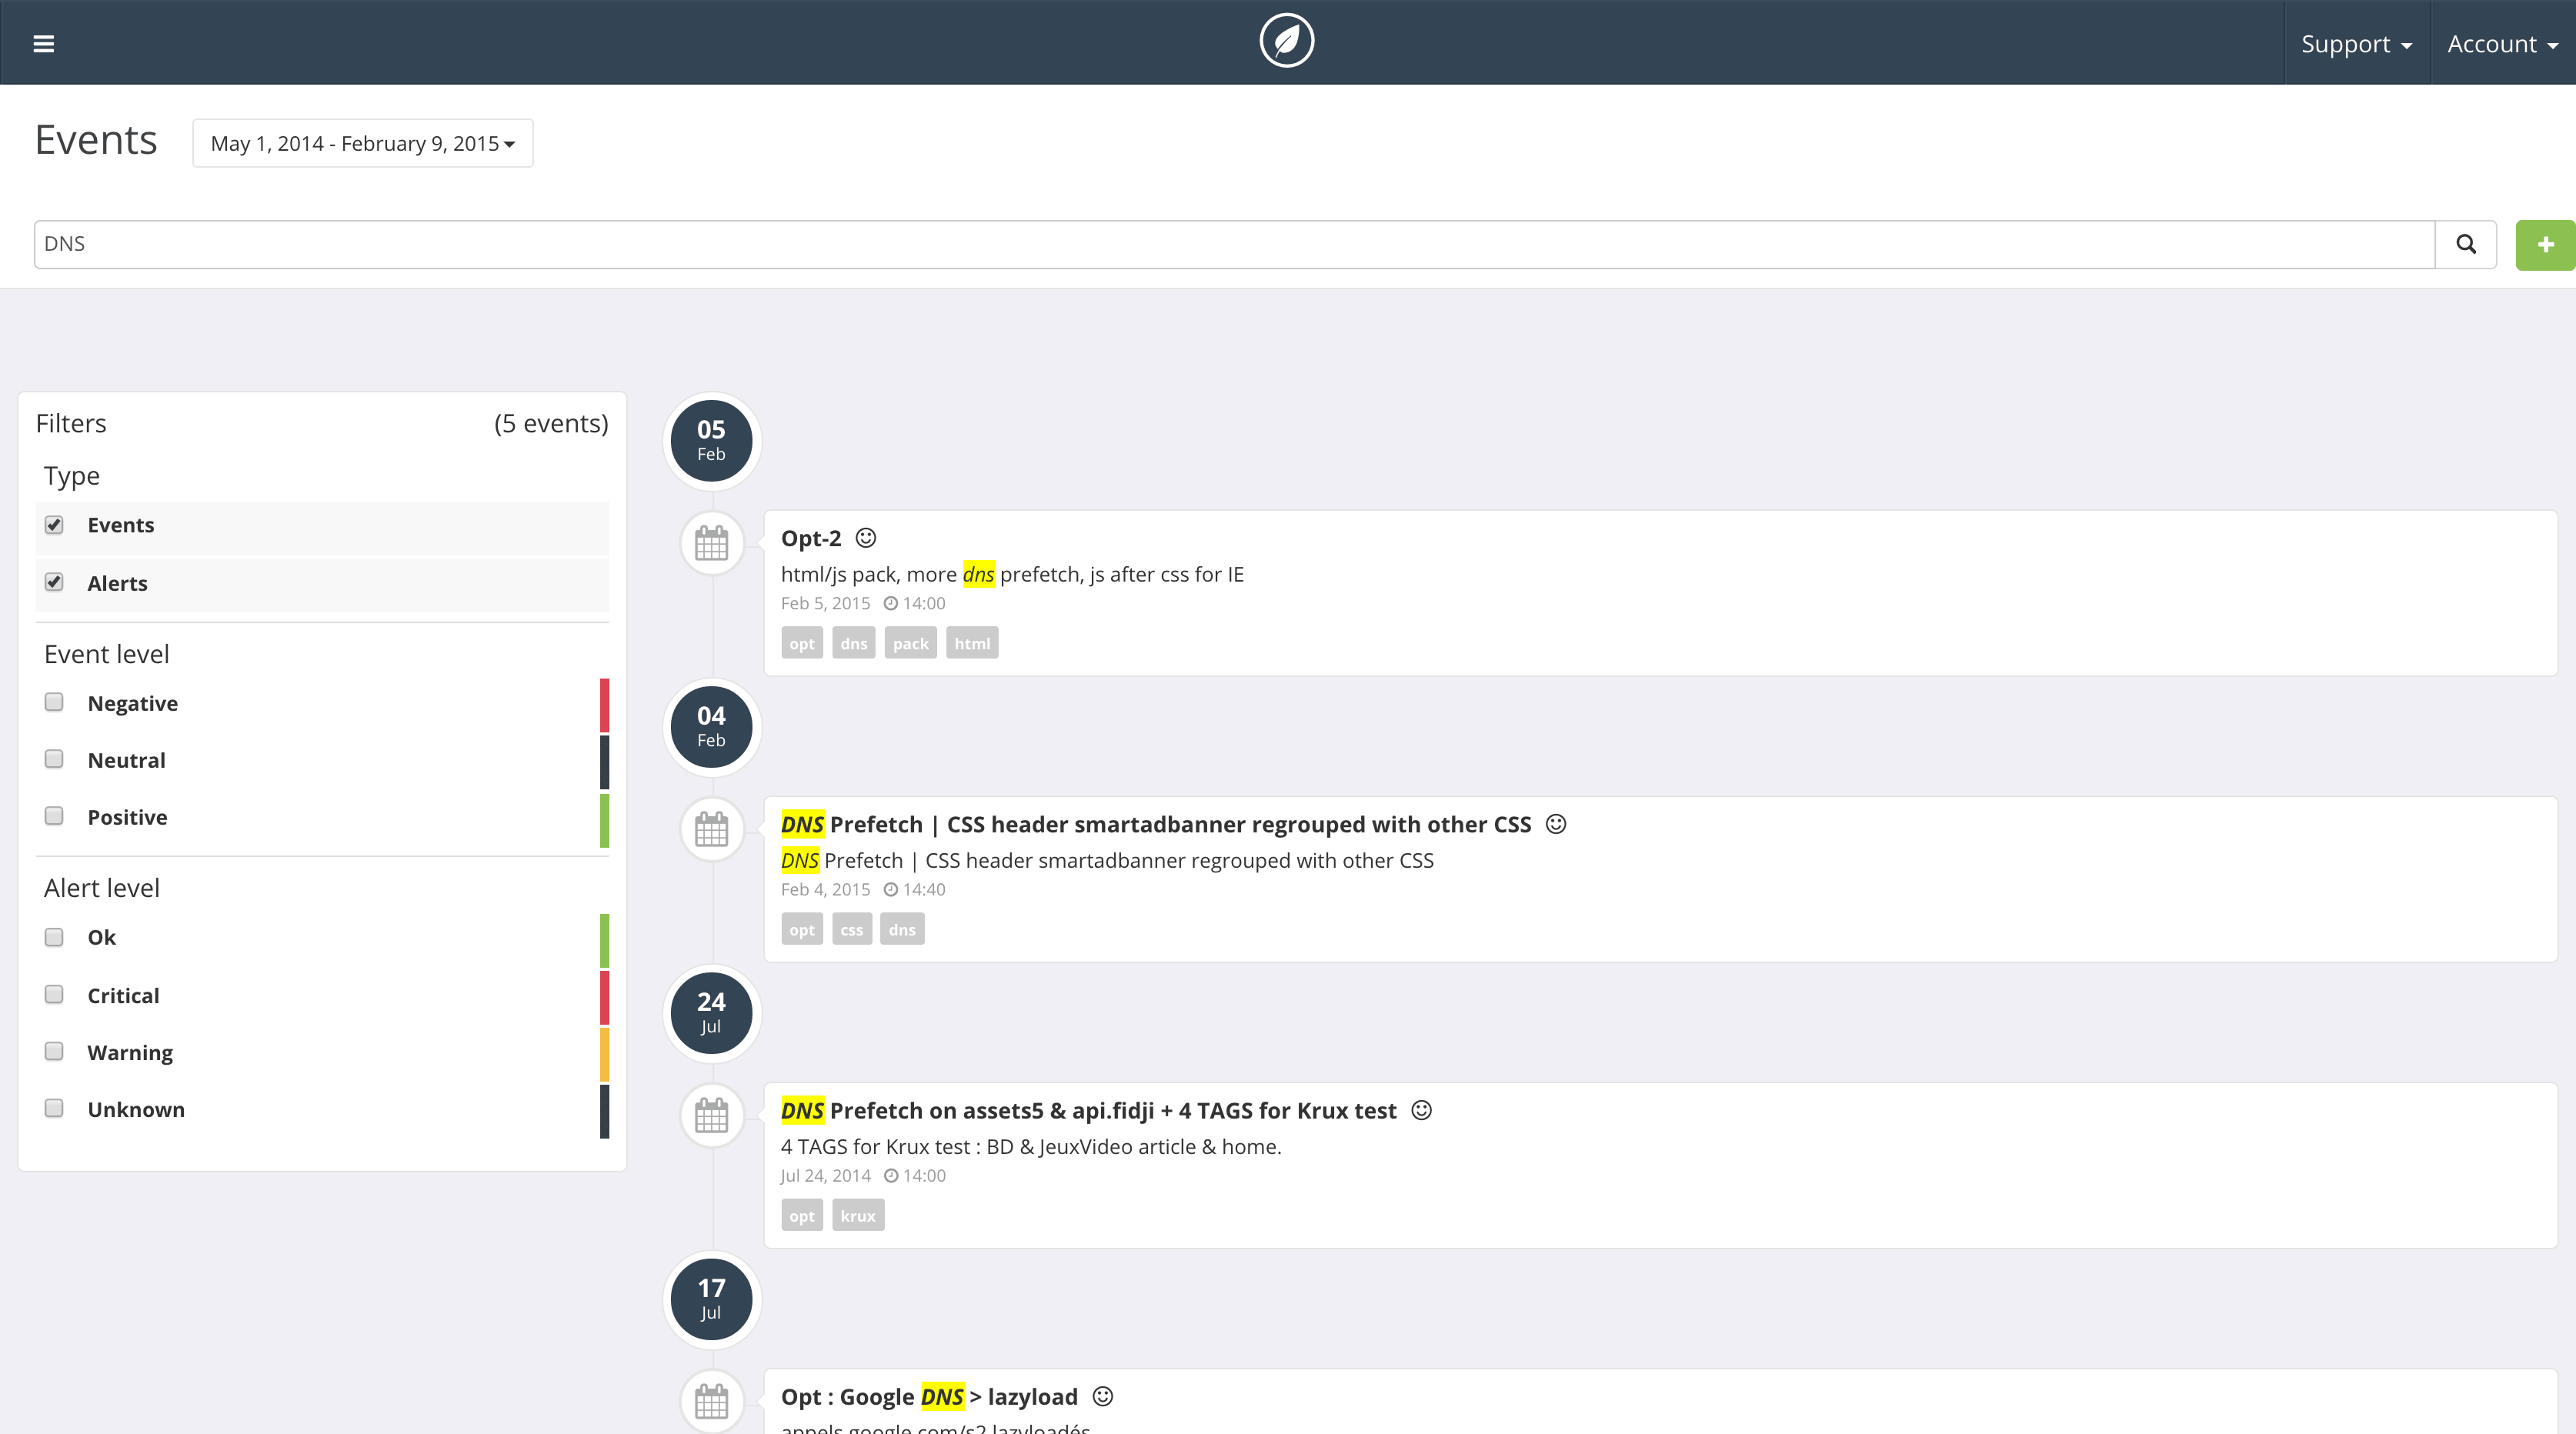 Support
Account
Events
May 1, 2014 - February 9, 2015
DNS
Filters
(5 events)
Type
Events
Alerts
Event level
Negative
Neutral
Positive
Alert level
Ok
Critical
Warning
Unknown
05
Feb
Opt-2
html/js pack, more dns prefetch, js after css for IE
Feb 5, 2015 14:00
opt dns pack html
04
Feb
DNS Prefetch | CSS header smartadbanner regrouped with other CSS
DNS Prefetch | CSS header smartadbanner regrouped with other CSS
Feb 4, 2015 14:40
opt css dns
24
Jul
DNS Prefetch on assets5 & api.fidji + 4 TAGS for Krux test
4 TAGS for Krux test : BD & JeuxVideo article & home.
Jul 24, 2014 14:00
opt krux
17
Jul
Opt : Google DNS > lazyload
appels google.com/s2 lazyloadés